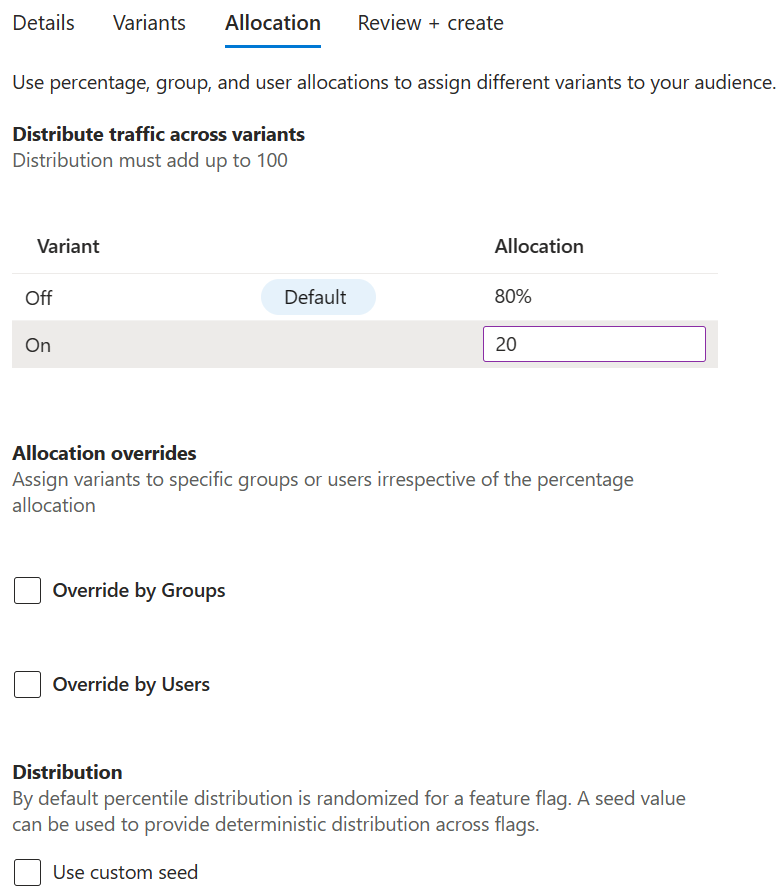 Details Variants Allocation Review + create
Use percentage, group, and user allocations to assign different variants to your audience.
Distribute traffic across variants
Distribution must add up to 100
Variant Allocation
Off Default 80%
On 20
Allocation overrides
Assign variants to specific groups or users irrespective of the percentage
allocation
Override by Groups
Override by Users
Distribution
By default percentile distribution is randomized for a feature flag. A seed value
can be used to provide deterministic distribution across flags.
Use custom seed